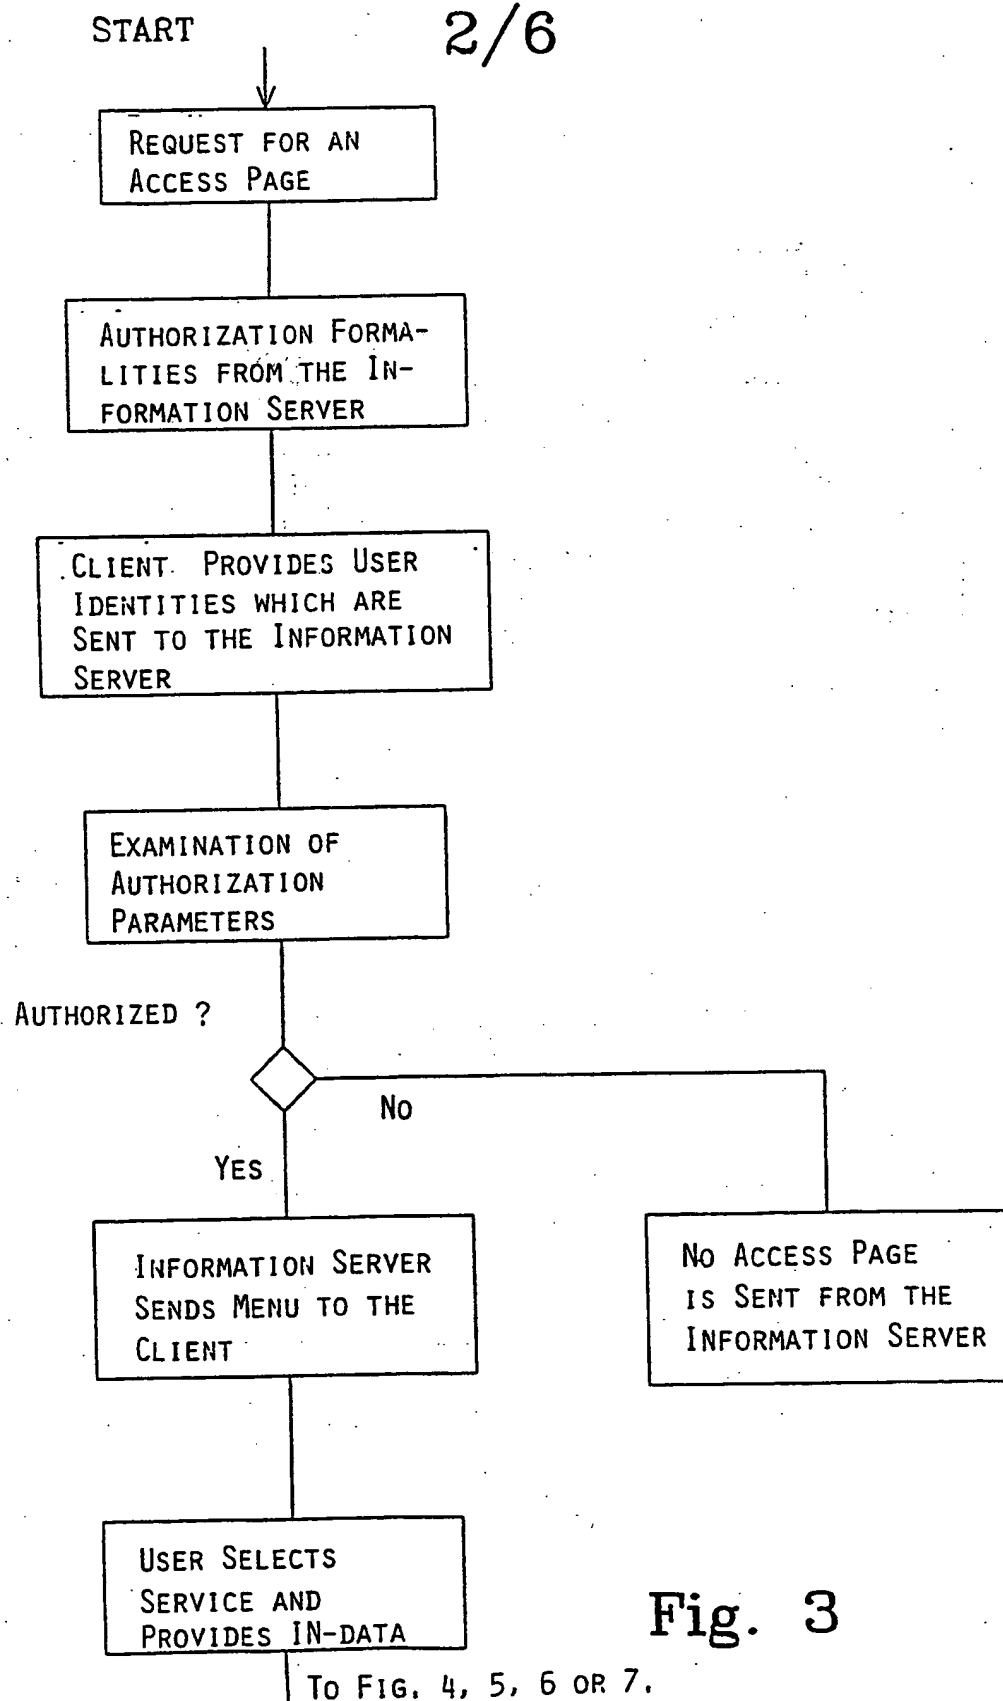 START
2/6
REQUEST FOR AN
ACCESS PAGE
AUTHORIZATION FORMA-
LITIES FROM THE IN-
FORMATION SERVER
CLIENT PROVIDES USER
IDENTITIES WHICH ARE
SENT TO THE INFORMATION
SERVER
EXAMINATION OF
AUTHORIZATION
PARAMETERS
AUTHORIZED ?
NO
YES
INFORMATION SERVER
SENDS MENU TO THE
CLIENT
NO ACCESS PAGE
IS SENT FROM THE
INFORMATION SERVER
USER SELECTS
SERVICE AND
PROVIDES IN-DATA
Fig. 3
TO FIG. 4, 5, 6 OR 7.